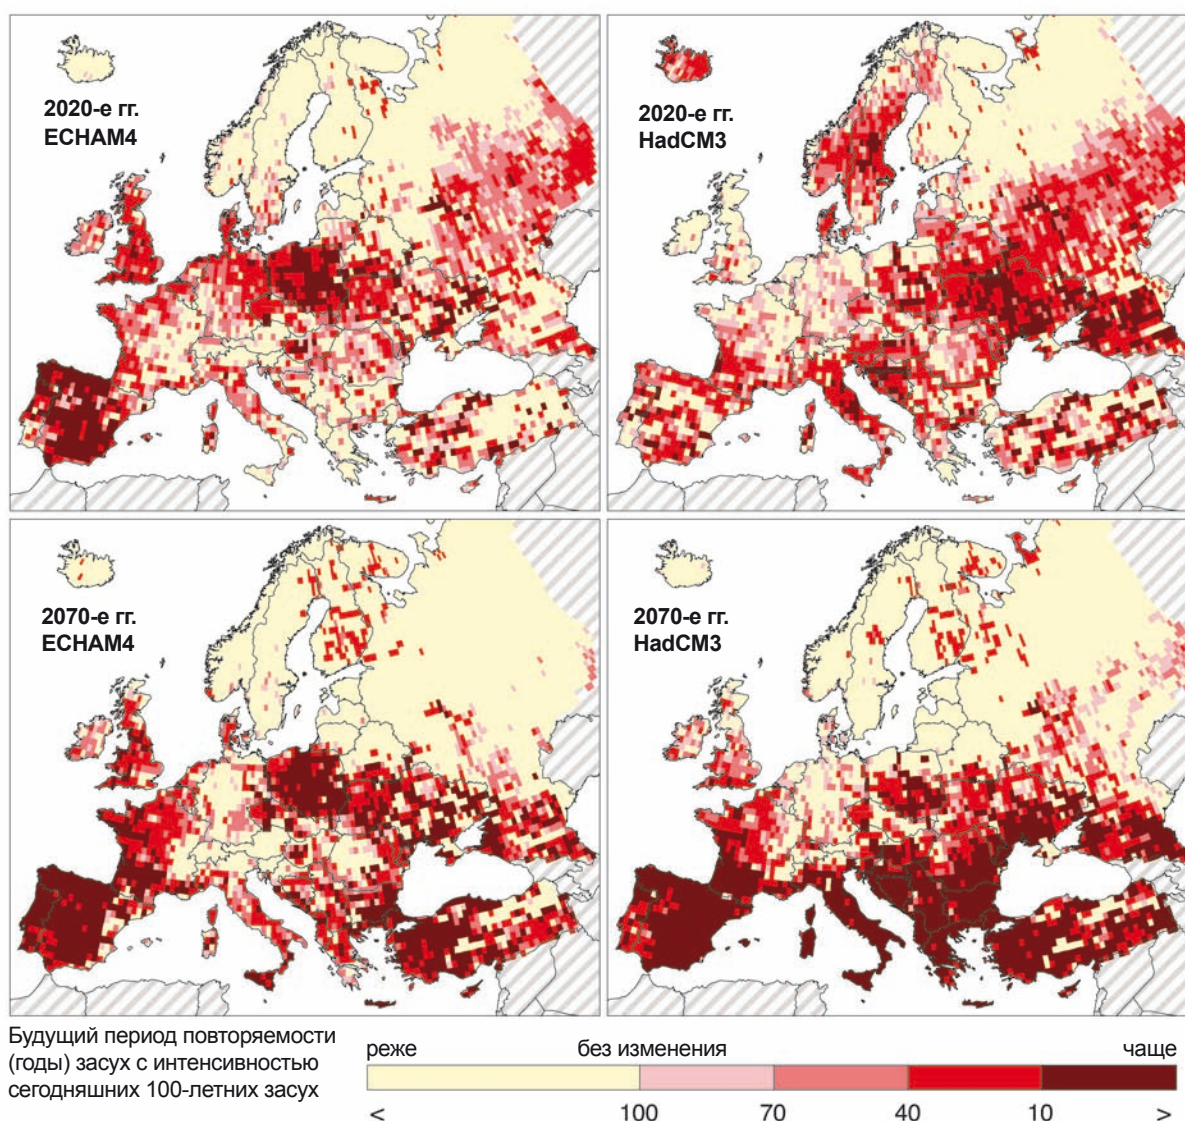 2020-е гг.
ECHAM4
2020-е гг.
HadCM3
2070-е гг.
ECHAM4
2070-е гг.
HadCM3
Будущий период повторяемости
(годы) засух с интенсивностью
сегодняшних 100-летних засух
реже без изменения чаще
< 100 70 40 10 >